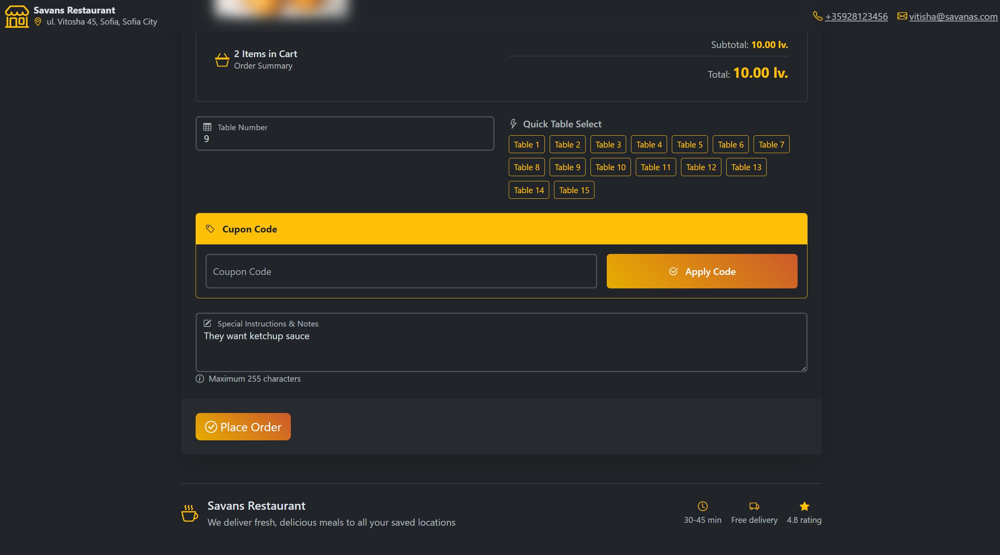 Savans Restaurant
ul. Vitosha 45, Sofia, Sofia City
+35928123456
vitisha@savanas.com
2 Items in Cart
Order Summary
Subtotal: 10.00 lv.
Total: 10.00 lv.
Table Number
9
Quick Table Select
Table 1 Table 2 Table 3 Table 4 Table 5 Table 6 Table 7
Table 8 Table 9 Table 10 Table 11 Table 12 Table 13
Table 14 Table 15
Cupon Code
Coupon Code
Apply Code
Special Instructions & Notes
They want ketchup sauce
Maximum 255 characters
Place Order
Savans Restaurant
We deliver fresh, delicious meals to all your saved locations
30-45 min
Free delivery
4.8 rating